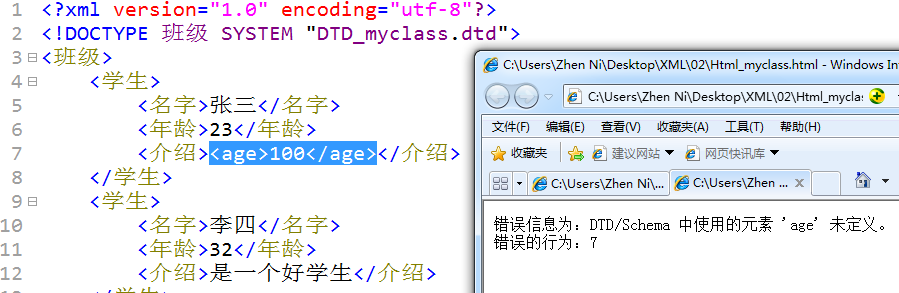 1 <?xml version="1.0" encoding="utf-8"?>
2 <!DOCTYPE 班级 SYSTEM "DTD_myclass.dtd">
3 <班级>
4 <学生>
5 <名字>张三</名字>
6 <年龄>23</年龄>
7 <介绍><age>100</age></介绍>
8 </学生>
9 <学生>
10 <名字>李四</名字>
11 <年龄>32</年龄>
12 <介绍>是一个好学生</介绍>
C:\Users\Zhen Ni\Desktop\XML\02\Html_myclass.html - Windows Int
C:\Users\Zhen Ni\Desktop\XML\02\Html_myclas
文件(F) 编辑(E) 查看(V) 收藏夹(A) 工具(T) 帮助(H)
收藏夹 建议网站 网页快讯库
C:\Users\Zhen Ni\... C:\Users\Zhen ... x
错误信息为：DTD/Schema 中使用的元素 'age' 未定义。
错误的行为：7